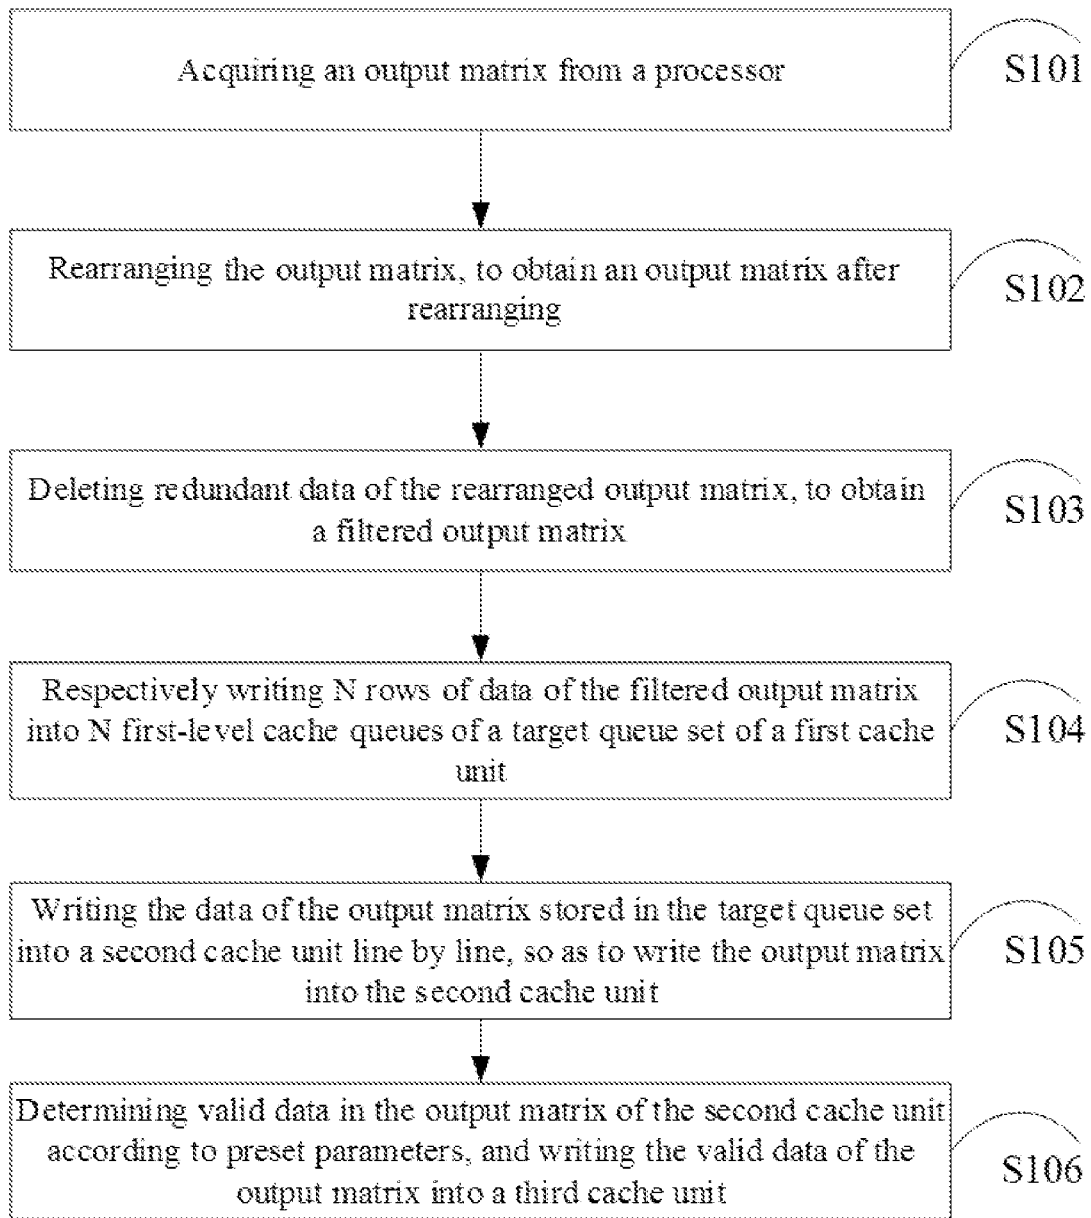 Acquiring an output matrix from a processor
S101
Rearranging the output matrix, to obtain an output matrix after
rearranging
S102
Deleting redundant data of the rearranged output matrix, to obtain
a filtered output matrix
S103
Respectively writing N rows of data of the filtered output matrix
into N first-level cache queues of a target queue set of a first cache
unit
S104
Writing the data of the output matrix stored in the target queue set
into a second cache unit line by line, so as to write the output matrix
into the second cache unit
S105
Determining valid data in the output matrix of the second cache unit
according to preset parameters, and writing the valid data of the
output matrix into a third cache unit
S106